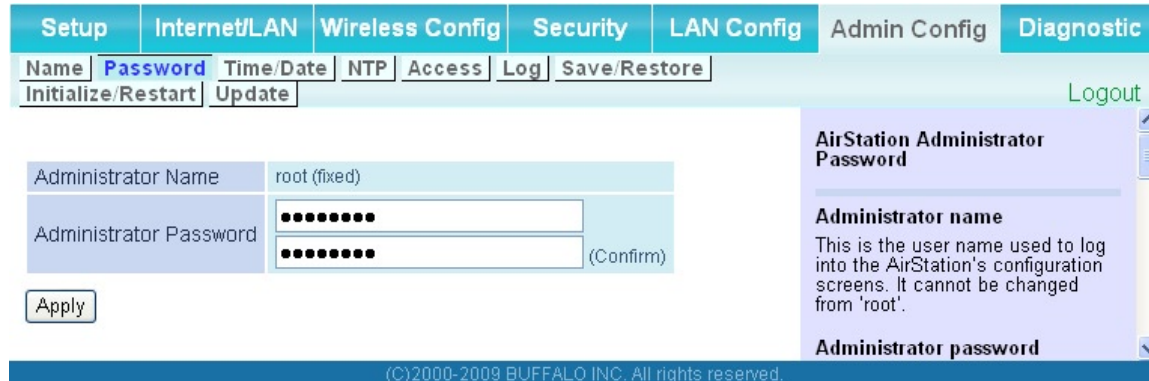 Setup Internet/LAN Wireless Config Security LAN Config Admin Config Diagnostic
Name Password Time/Date NTP Access Log Save/Restore
Initialize/Restart Update
Logout
Administrator Name root (fixed)
Administrator Password ●●●●●●●●
●●●●●●●● (Confirm)
Apply
AirStation Administrator
Password
Administrator name
This is the user name used to log
into the AirStation's configuration
screens. It cannot be changed
from 'root'.
Administrator password
(C)2000-2009 BUFFALO INC. All rights reserved.